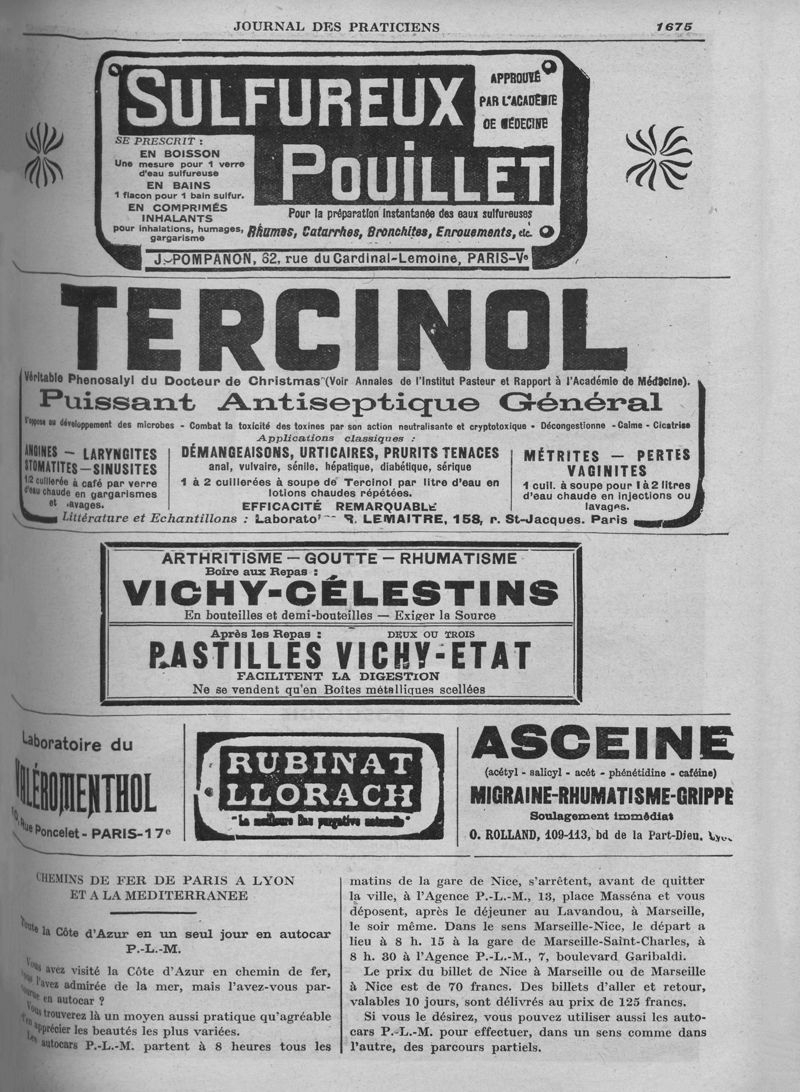 JOURNAL DES PRATICIENS 1675
SULFUREUX
POUILLET
APPROUVÉ
PAR L'ACADÉMIE
DE MÉDECINE
SE PRESCRIT :
EN BOISSON
Une mesure pour 1 verre
d'eau sulfureuse
EN BAINS
1 flacon pour 1 bain sulfur.
EN COMPRIMÉS
INHALANTS
pour inhalations, humages,
gargarisme
Pour la préparation instantanée des eaux sulfureuses
Rhumes, Catarrhes, Bronchites, Enrouements, etc.
J. POMPANON, 62, rue du Cardinal-Lemoine, PARIS-Ve
TERCINOL
Véritable Phenosalyl du Docteur de Christmas (Voir Annales de l'Institut Pasteur et Rapport à l'Académie de Médecine).
Puissant Antiseptique Général
S'oppose au développement des microbes - Combat la toxicité des toxines par son action neutralisante et cryptotoxique - Décongestionne - Calme - Cicatrise
Applications classiques :
ANGINES — LARYNGITES
STOMATITES — SINUSITES
1/2 cuillerée à café par verre
d'eau chaude en gargarismes
et lavages.
DÉMANGEAISONS, URTICAIRES, PRURITS TENACES
anal, vulvaire, sénile, hépatique, diabétique, sérique
1 à 2 cuillerées à soupe de Tercinol par litre d'eau en
lotions chaudes répétées.
EFFICACITÉ REMARQUABLE
MÉTRITES — PERTES
VAGINITES
1 cuil. à soupe pour 1 à 2 litres
d'eau chaude en injections ou
lavages.
Littérature et Echantillons : Laborato R. LEMAITRE, 158, r. St-Jacques. Paris
ARTHRITISME — GOUTTE — RHUMATISME
Boire aux Repas :
VICHY-CÉLESTINS
En bouteilles et demi-bouteilles — Exiger la Source
Après les Repas : DEUX OU TROIS
PASTILLES VICHY-ETAT
FACILITENT LA DIGESTION
Ne se vendent qu'en Boîtes métalliques scellées
Laboratoire du
VALÉROMENTHOL
Rue Poncelet - PARIS-17e
RUBINAT
LLORACH
"La meilleure Eau purgative naturelle"
ASCEINE
(acétyl - salicyl - acét - phénétidine - caféine)
MIGRAINE-RHUMATISME-GRIPPE
Soulagement immédiat
O. ROLLAND, 109-113, bd de la Part-Dieu, Lyon
CHEMINS DE FER DE PARIS A LYON
ET A LA MEDITERRANEE
Toute la Côte d'Azur en un seul jour en autocar
P.-L.-M.
Vous avez visité la Côte d'Azur en chemin de fer,
l'avez admirée de la mer, mais l'avez-vous par-
courue en autocar ?
Vous trouverez là un moyen aussi pratique qu'agréable
d'en apprécier les beautés les plus variées.
Les autocars P.-L.-M. partent à 8 heures tous les
matins de la gare de Nice, s'arrêtent, avant de quitter
la ville, à l'Agence P.-L.-M., 13, place Masséna et vous
déposent, après le déjeuner au Lavandou, à Marseille,
le soir même. Dans le sens Marseille-Nice, le départ a
lieu à 8 h. 15 à la gare de Marseille-Saint-Charles, à
8 h. 30 à l'Agence P.-L.-M., 7, boulevard Garibaldi.
Le prix du billet de Nice à Marseille ou de Marseille
à Nice est de 70 francs. Des billets d'aller et retour,
valables 10 jours, sont délivrés au prix de 125 francs.
Si vous le désirez, vous pouvez utiliser aussi les auto-
cars P.-L.-M. pour effectuer, dans un sens comme dans
l'autre, des parcours partiels.